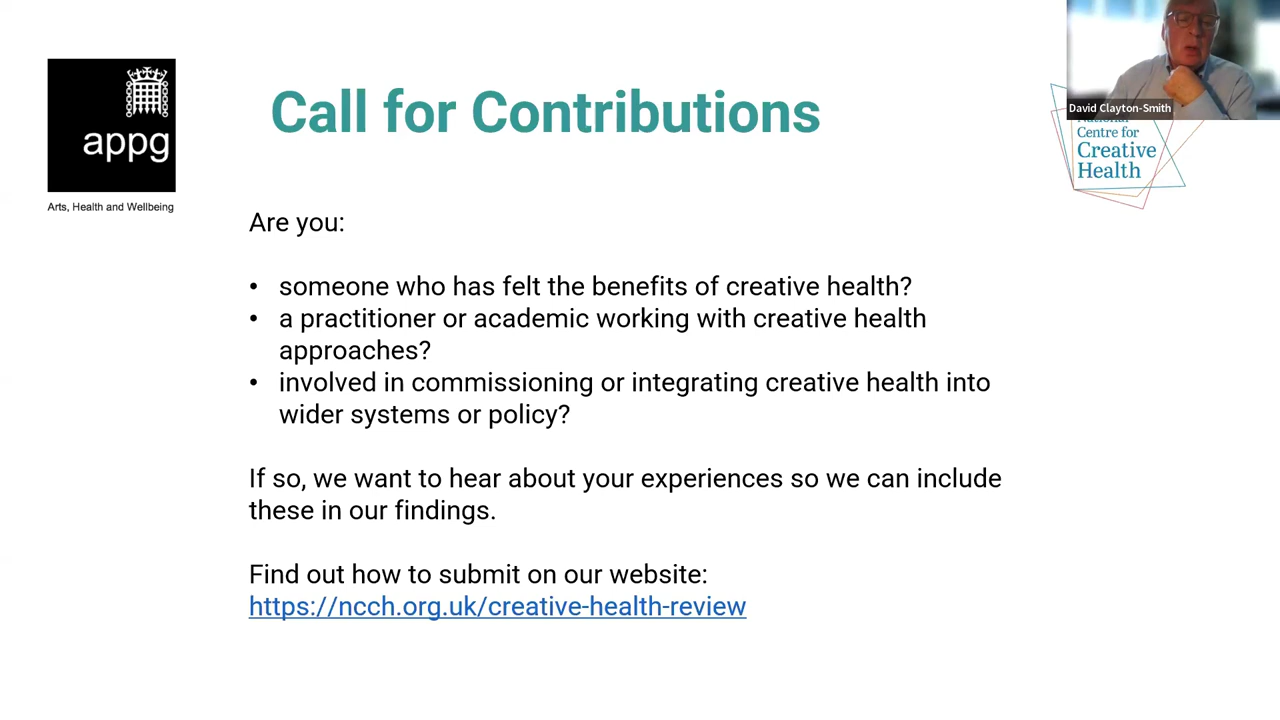 Call for Contributions
appg
Arts, Health and Wellbeing
David Clayton-Smith
National
Centre for
Creative
Health
Are you:
• someone who has felt the benefits of creative health?
• a practitioner or academic working with creative health
approaches?
• involved in commissioning or integrating creative health into
wider systems or policy?
If so, we want to hear about your experiences so we can include
these in our findings.
Find out how to submit on our website:
https://ncch.org.uk/creative-health-review